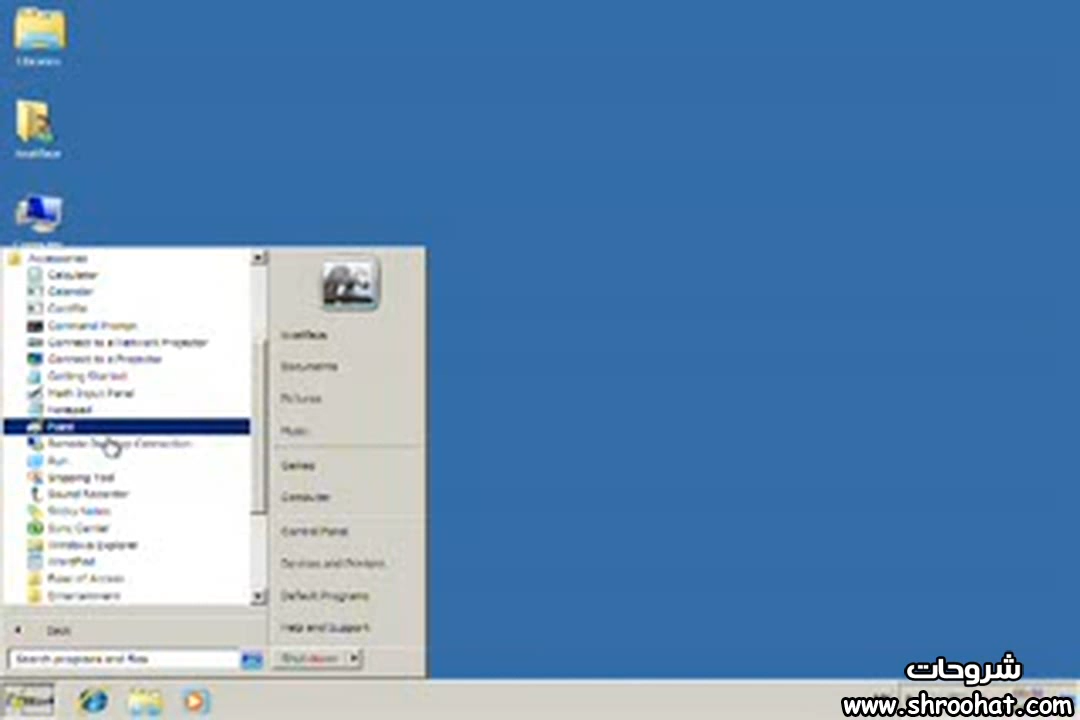 Libraries
Accessories
Calculator
Calendar
Command Prompt
Connect to a Network Projector
Connect to a Projector
Getting Started
Math Input Panel
Notepad
Paint
Remote Desktop Connection
Run
Snipping Tool
Sound Recorder
Sticky Notes
Sync Center
Windows Explorer
WordPad
Ease of Access
Entertainment
Back
Search programs and files
Documents
Pictures
Music
Games
Computer
Control Panel
Devices and Printers
Default Programs
Help and Support
Shut down
Start
شروحات
www.shroohat.com